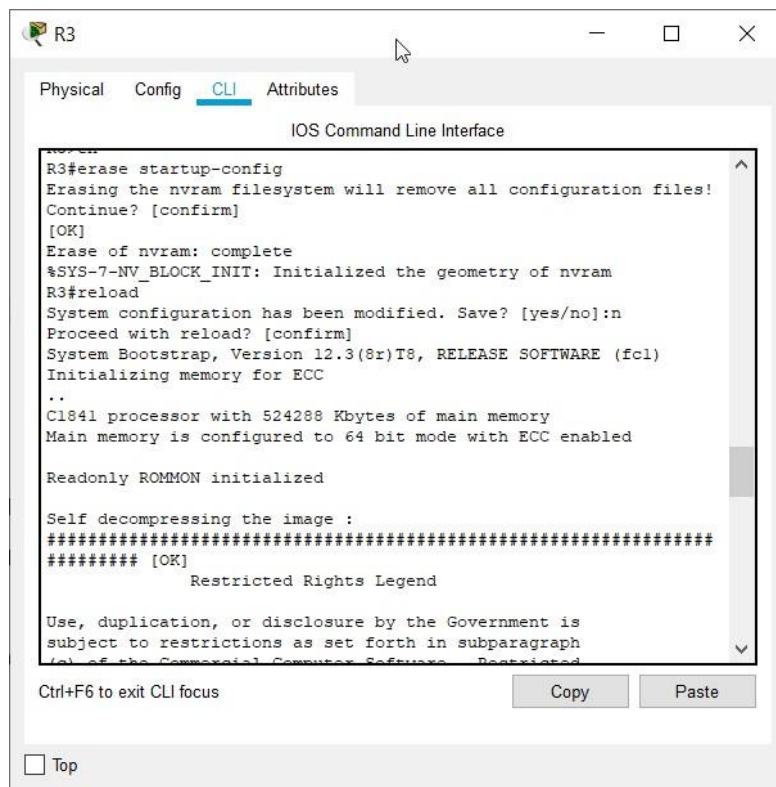 R3
Physical Config CLI Attributes
IOS Command Line Interface
R3#erase startup-config
Erasing the nvram filesystem will remove all configuration files!
Continue? [confirm]
[OK]
Erase of nvram: complete
%SYS-7-NV_BLOCK_INIT: Initialized the geometry of nvram
R3#reload
System configuration has been modified. Save? [yes/no]:n
Proceed with reload? [confirm]
System Bootstrap, Version 12.3(8r)T8, RELEASE SOFTWARE (fc1)
Initializing memory for ECC
..
C1841 processor with 524288 Kbytes of main memory
Main memory is configured to 64 bit mode with ECC enabled
Readonly ROMMON initialized
Self decompressing the image :
#################################################################
######### [OK]
Restricted Rights Legend
Use, duplication, or disclosure by the Government is
subject to restrictions as set forth in subparagraph
of the Commercial Computer Software Restricted
Ctrl+F6 to exit CLI focus
Copy Paste
Top